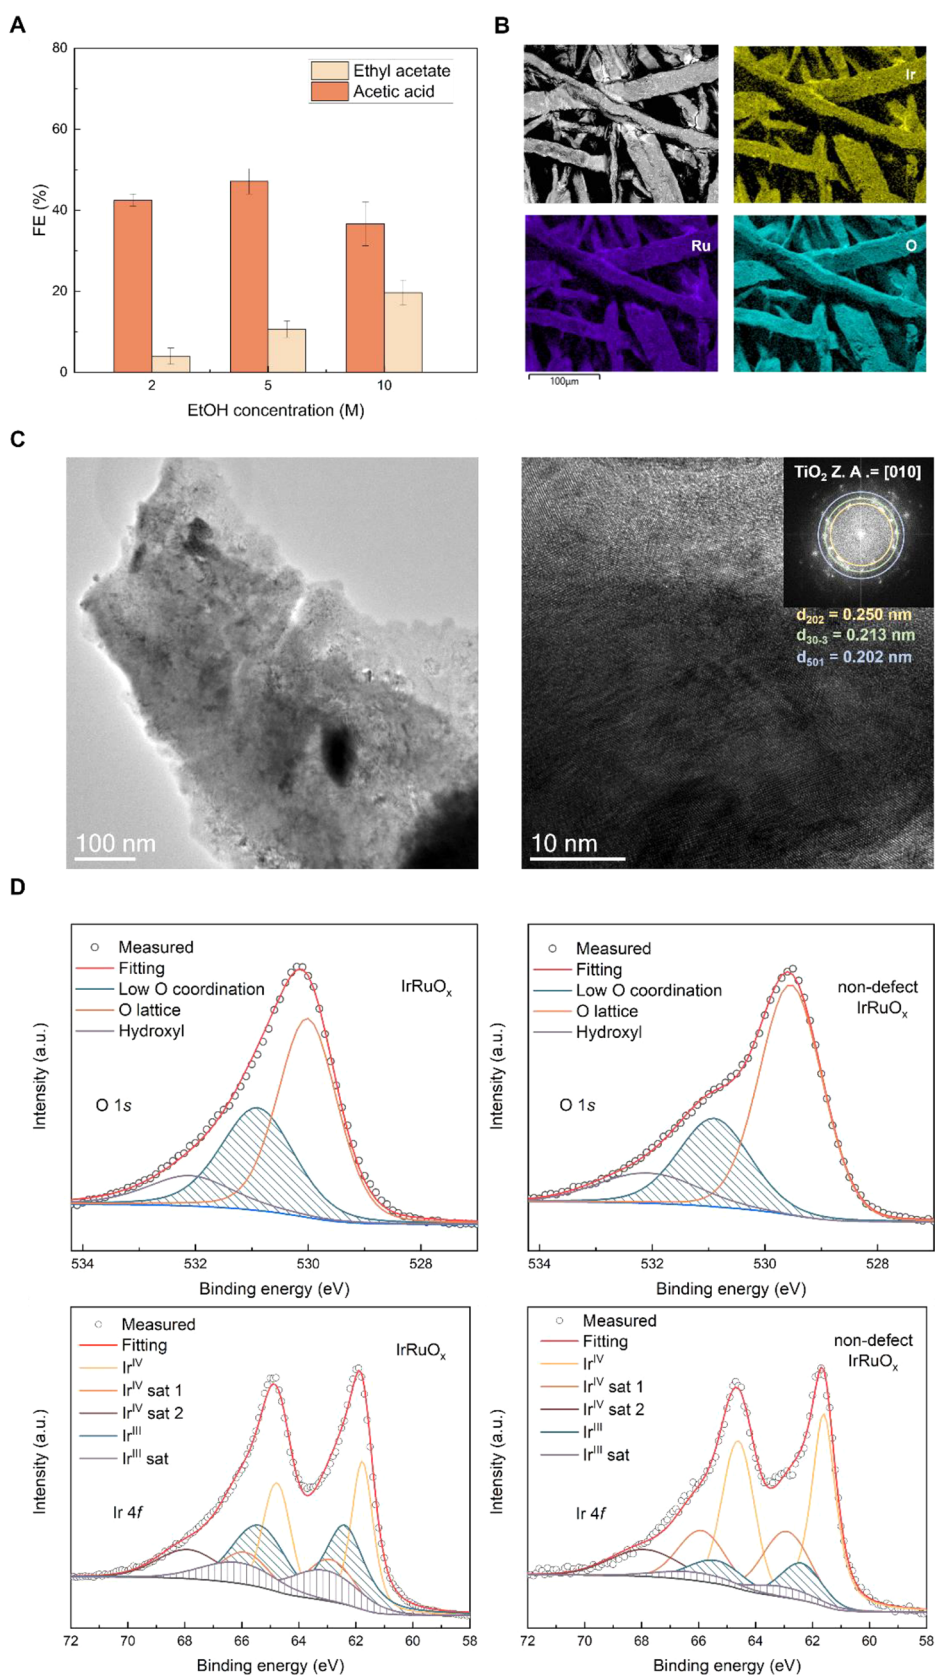 A
80
60
40
20
0
FE (%)
Ethyl acetate
Acetic acid
2
5
10
EtOH concentration (M)
B
Ir
Ru
O
100µm
C
100 nm
10 nm
TiO₂ Z. A .= [010]
d₂₀₂ = 0.250 nm
d₃₀₋₃ = 0.213 nm
d₅₀₁ = 0.202 nm
D
Measured
Fitting
Low O coordination
O lattice
Hydroxyl
IrRuOₓ
O 1s
Intensity (a.u.)
534
532
530
528
Binding energy (eV)
Measured
Fitting
Low O coordination
O lattice
Hydroxyl
non-defect
IrRuOₓ
O 1s
Intensity (a.u.)
534
532
530
528
Binding energy (eV)
Measured
Fitting
Irᴵⱽ
Irᴵⱽ sat 1
Irᴵⱽ sat 2
Irᴵᴵᴵ
Irᴵᴵᴵ sat
IrRuOₓ
Ir 4f
Intensity (a.u.)
72 70 68 66 64 62 60 58
Binding energy (eV)
Measured
Fitting
Irᴵⱽ
Irᴵⱽ sat 1
Irᴵⱽ sat 2
Irᴵᴵᴵ
Irᴵᴵᴵ sat
non-defect
IrRuOₓ
Ir 4f
Intensity (a.u.)
72 70 68 66 64 62 60 58
Binding energy (eV)